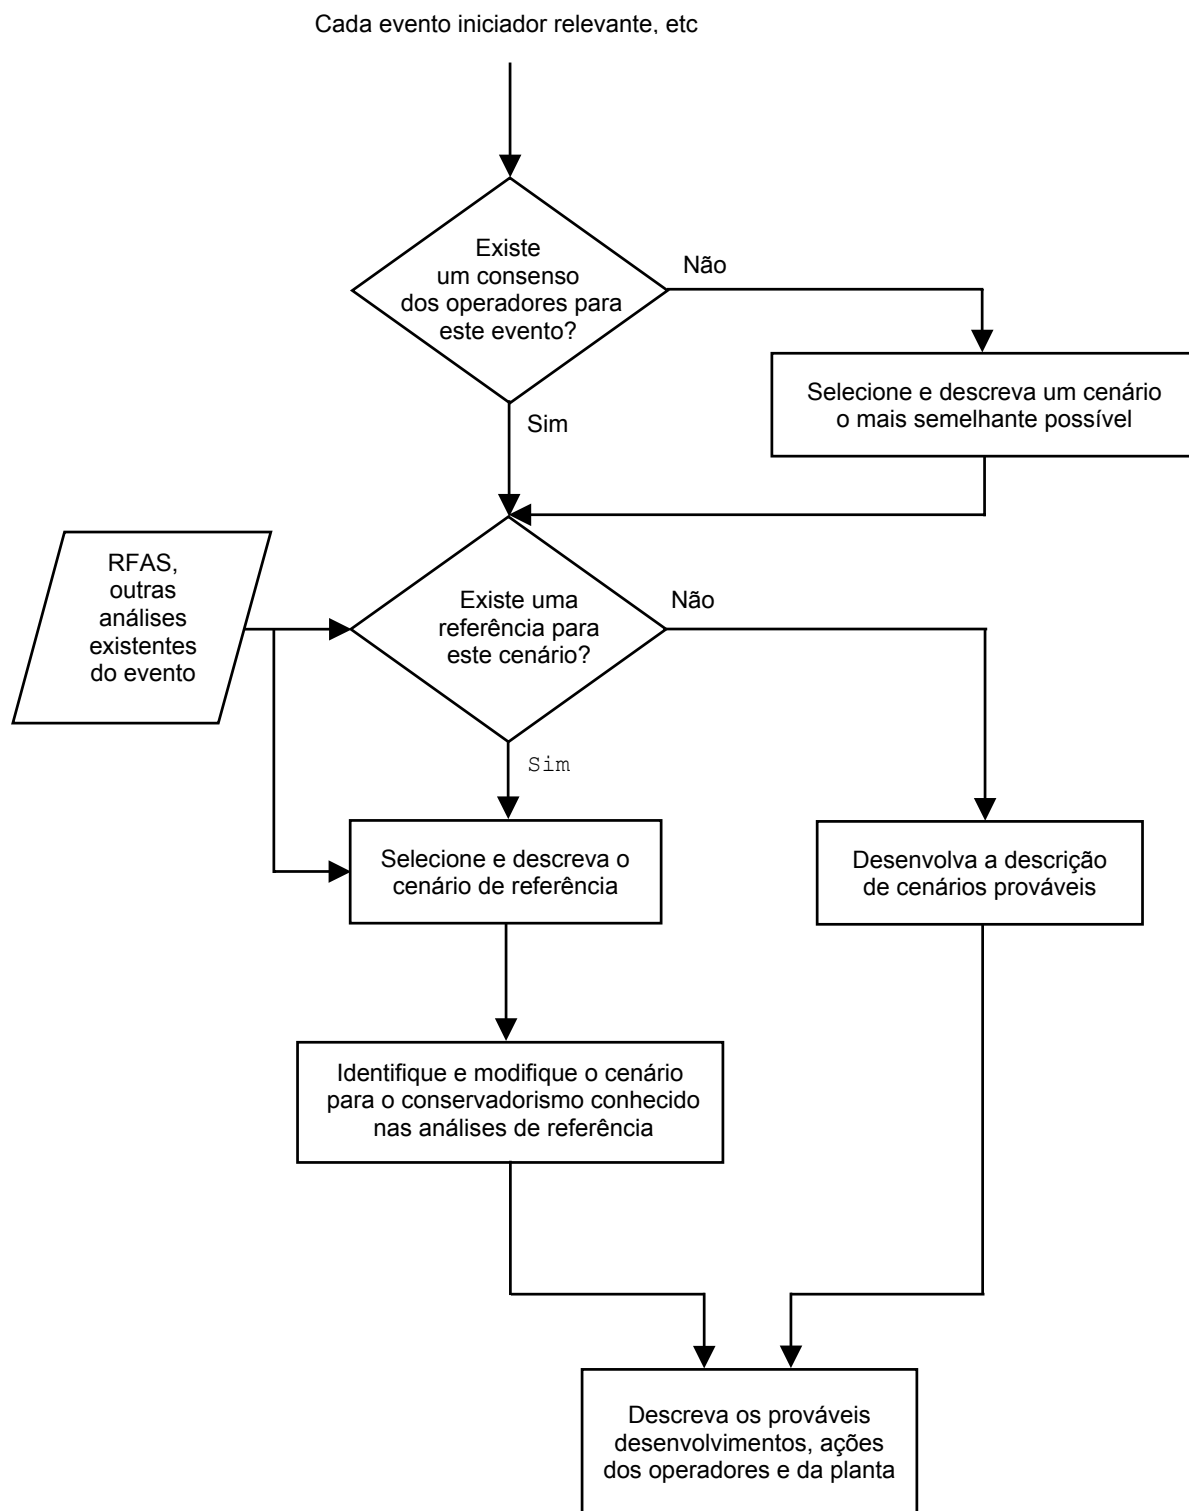 Cada evento iniciador relevante, etc
Existe
um consenso
dos operadores para
este evento?
Não
Selecione e descreva um cenário
o mais semelhante possível
Sim
RFAS,
outras
análises
existentes
do evento
Existe uma
referência para
este cenário?
Não
Sim
Selecione e descreva o
cenário de referência
Desenvolva a descrição
de cenários prováveis
Identifique e modifique o cenário
para o conservadorismo conhecido
nas análises de referência
Descreva os prováveis
desenvolvimentos, ações
dos operadores e da planta